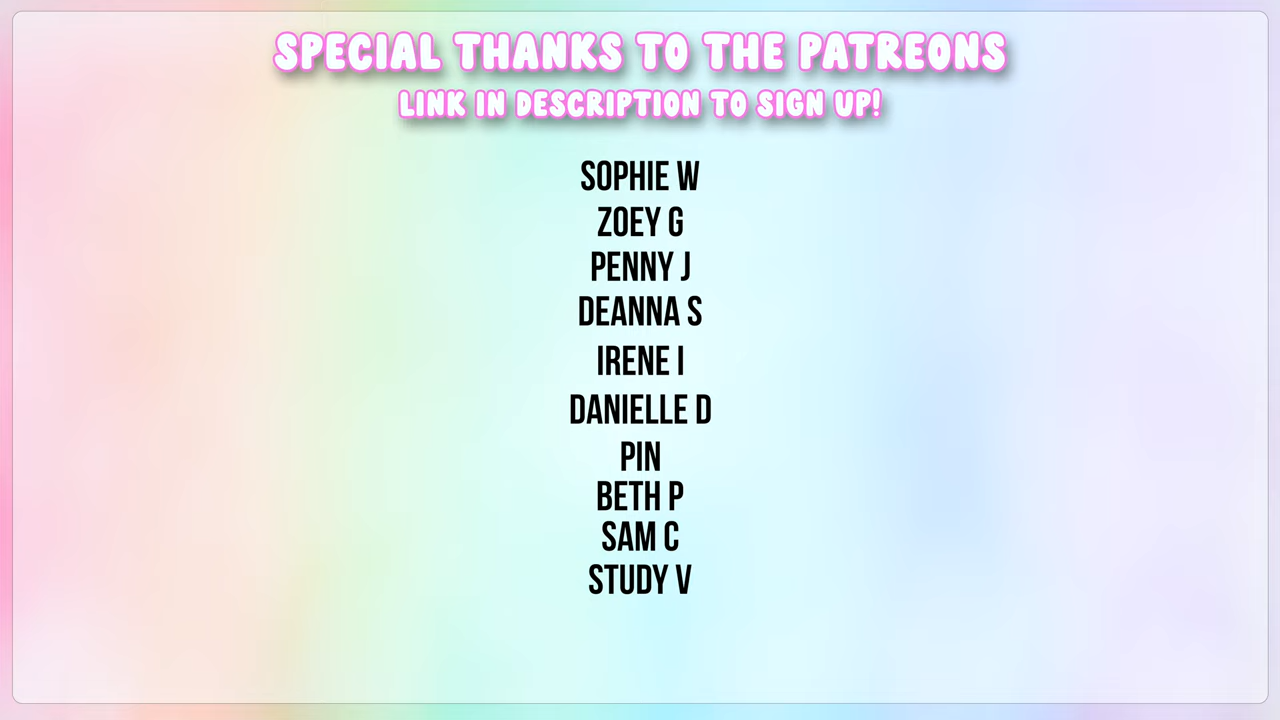 SPECIAL THANKS TO THE PATREONS
LINK IN DESCRIPTION TO SIGN UP!
SOPHIE W
ZOEY G
PENNY J
DEANNA S
IRENE I
DANIELLE D
PIN
BETH P
SAM C
STUDY V